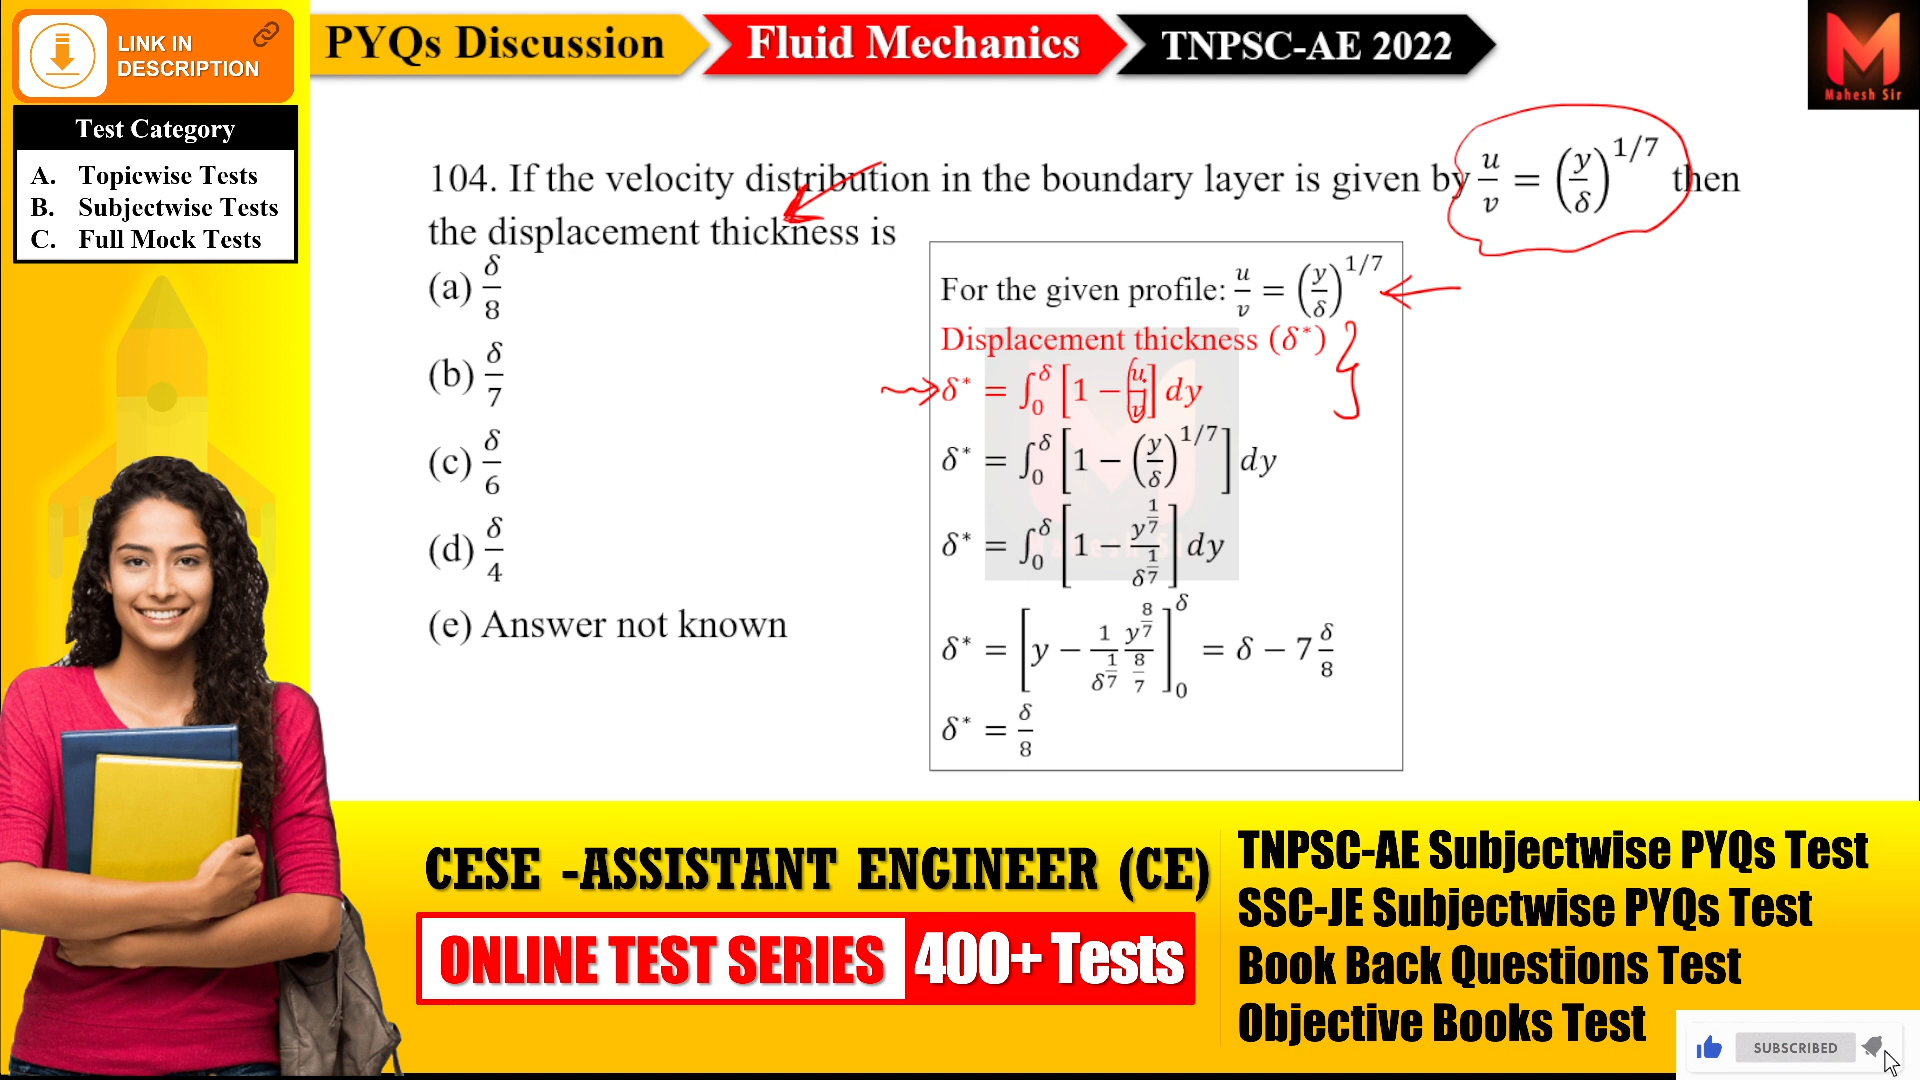 LINK IN
DESCRIPTION
PYQs Discussion
Fluid Mechanics
TNPSC-AE 2022
Mahesh Sir
Test Category
A. Topicwise Tests
B. Subjectwise Tests
C. Full Mock Tests
104. If the velocity distribution in the boundary layer is given by u/v = (y/δ)^1/7 then
the displacement thickness is
(a) δ/8
(b) δ/7
(c) δ/6
(d) δ/4
(e) Answer not known
For the given profile: u/v = (y/δ)^1/7
Displacement thickness (δ*)
δ* = ∫₀^δ [1 − u/v] dy
δ* = ∫₀^δ [1 − (y/δ)^1/7] dy
δ* = ∫₀^δ [1 − y^(1/7)/δ^(1/7)] dy
δ* = [y − 1/δ^(1/7) y^(8/7)/(8/7)]₀^δ = δ − 7 δ/8
δ* = δ/8
CESE -ASSISTANT ENGINEER (CE)
ONLINE TEST SERIES 400+ Tests
TNPSC-AE Subjectwise PYQs Test
SSC-JE Subjectwise PYQs Test
Book Back Questions Test
Objective Books Test
SUBSCRIBED